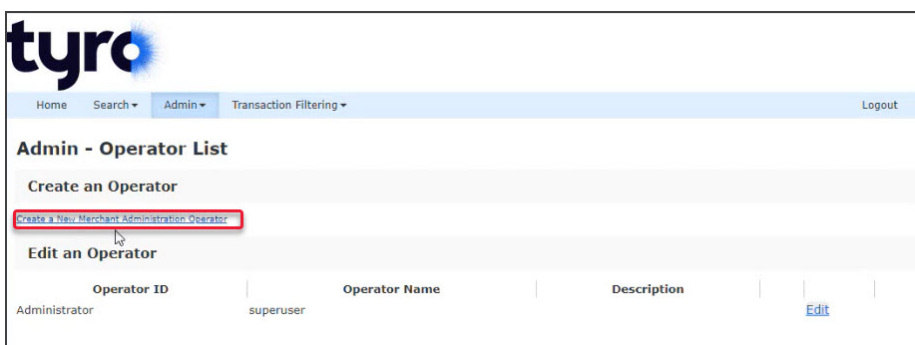 tyro
Home Search Admin Transaction Filtering Logout
Admin - Operator List
Create an Operator
Create a New Merchant Administration Operator
Edit an Operator
Operator ID Operator Name Description
Administrator superuser Edit